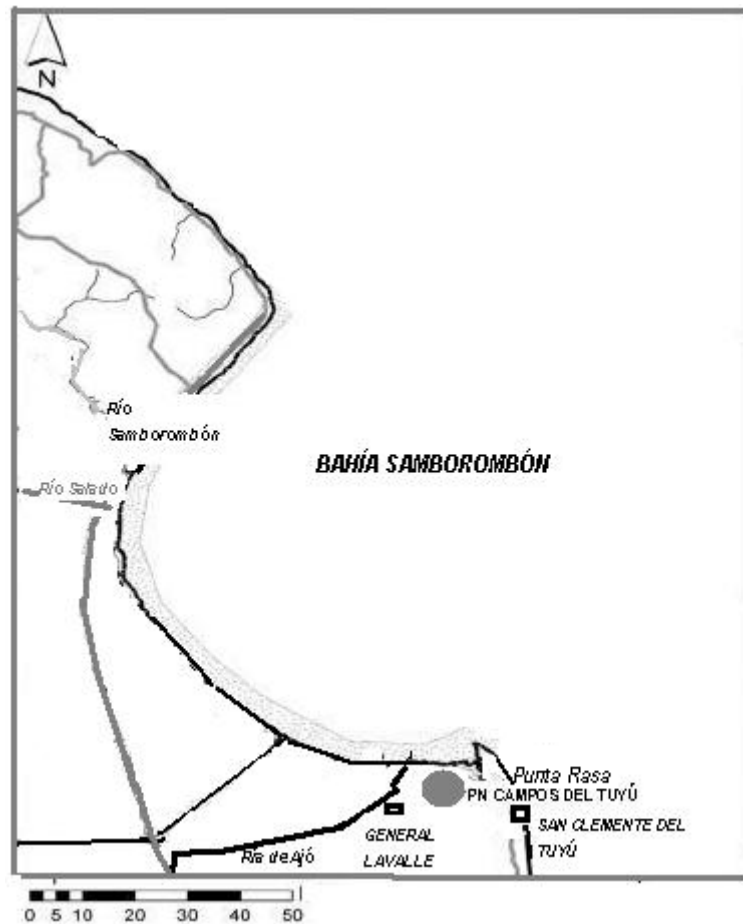 N
Río
Samborombón
BAHÍA SAMBOROMBÓN
Río Salado
Punta Rasa
PN CAMPOS DEL TUYÚ
SAN CLEMENTE DEL
TUYÚ
GENERAL
LAVALLE
Ría de Ajó
0 5 10 20 30 40 50